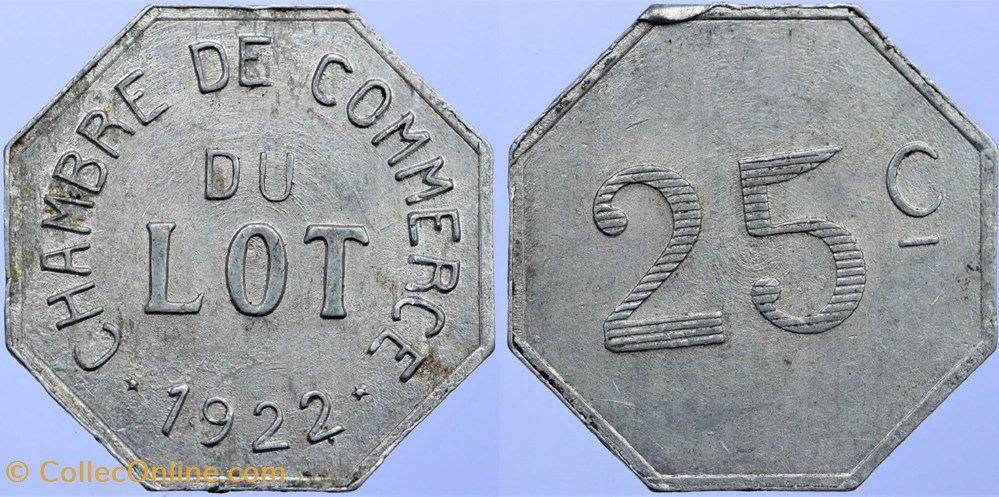 CHAMBRE DE COMMERCE
DU
LOT
1922
25 C
© CollecOnline.com